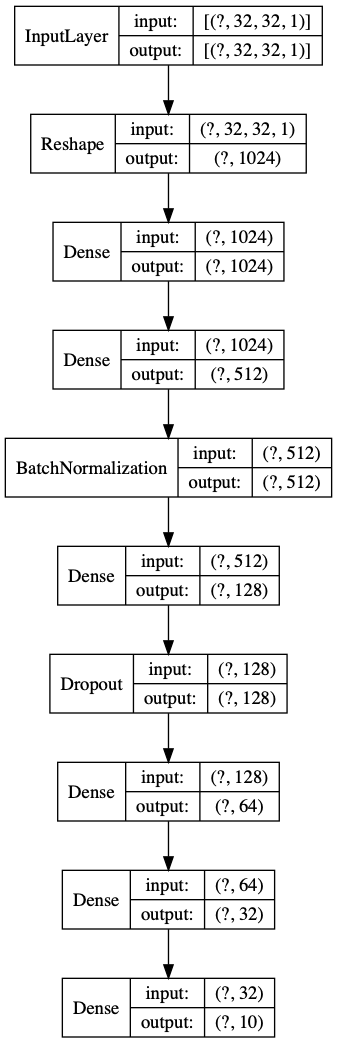 InputLayer input: [(?, 32, 32, 1)]
output: [(?, 32, 32, 1)]
Reshape input: (?, 32, 32, 1)
output: (?, 1024)
Dense input: (?, 1024)
output: (?, 1024)
Dense input: (?, 1024)
output: (?, 512)
BatchNormalization input: (?, 512)
output: (?, 512)
Dense input: (?, 512)
output: (?, 128)
Dropout input: (?, 128)
output: (?, 128)
Dense input: (?, 128)
output: (?, 64)
Dense input: (?, 64)
output: (?, 32)
Dense input: (?, 32)
output: (?, 10)